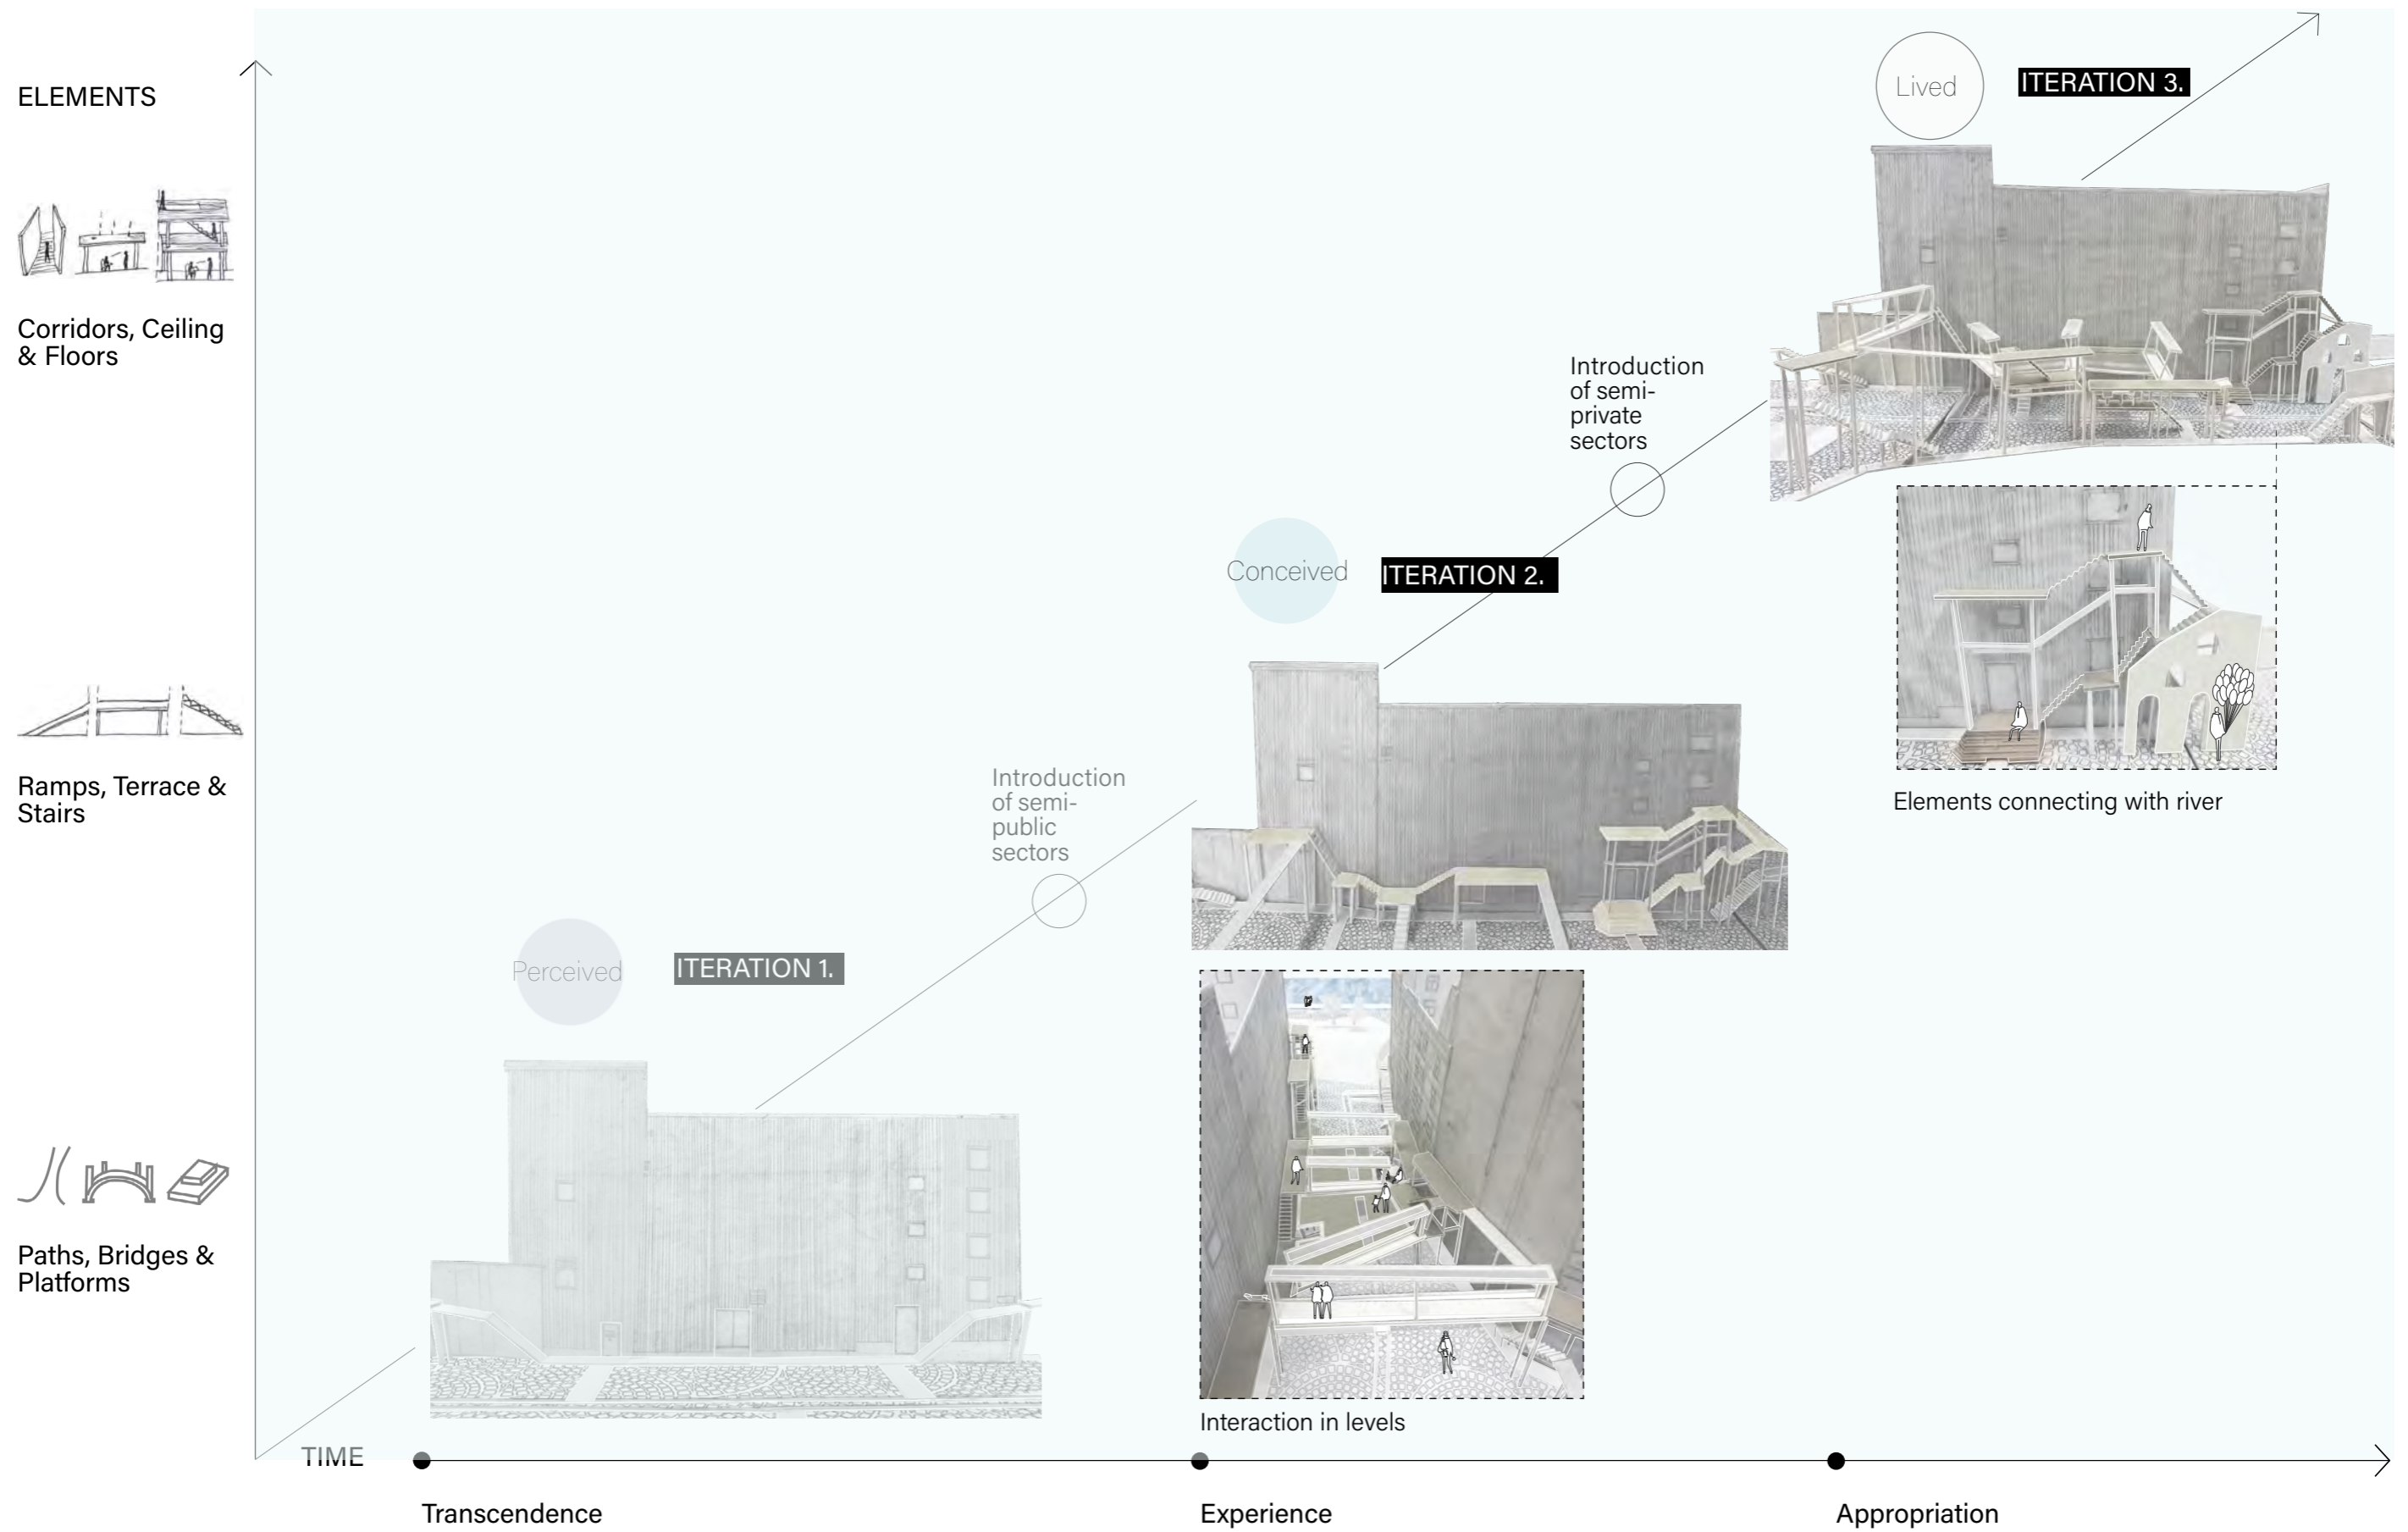 ELEMENTS
Corridors, Ceiling
& Floors
Ramps, Terrace &
Stairs
Paths, Bridges &
Platforms
Perceived
ITERATION 1.
Introduction
of semi-
public
sectors
Conceived
ITERATION 2.
Introduction
of semi-
private
sectors
Lived
ITERATION 3.
Elements connecting with river
Interaction in levels
TIME
Transcendence
Experience
Appropriation